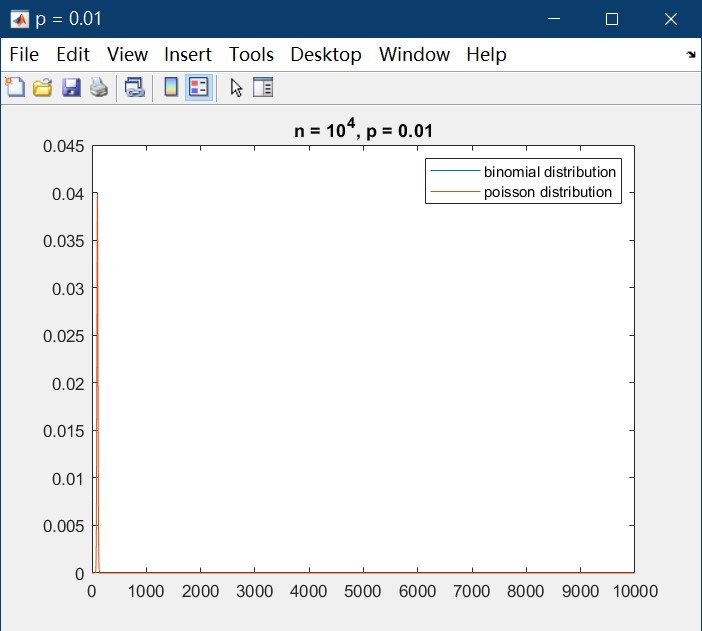 p = 0.01
File Edit View Insert Tools Desktop Window Help
n = 10^4, p = 0.01
binomial distribution
poisson distribution
0.045
0.04
0.035
0.03
0.025
0.02
0.015
0.01
0.005
0
0 1000 2000 3000 4000 5000 6000 7000 8000 9000 10000